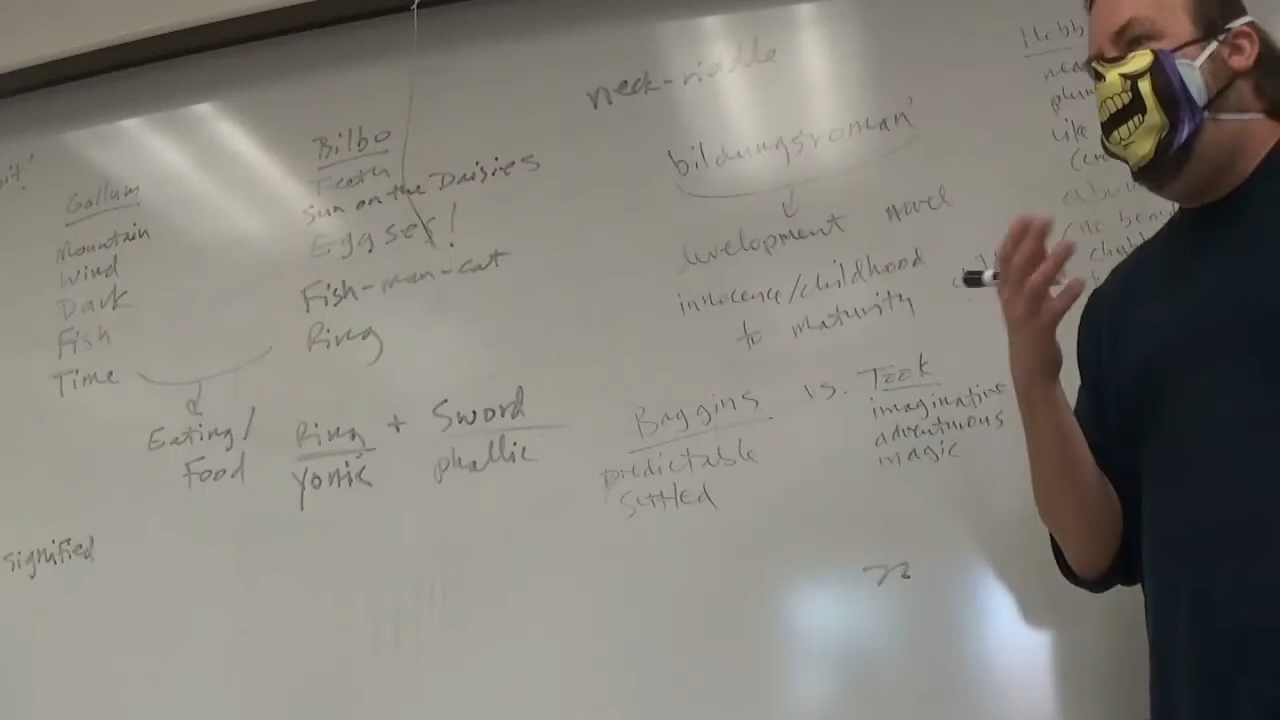 neck-riddle
Gollum
Mountain
Wind
Dark
Fish
Time
Eating/
Food
Bilbo
Teeth
Sun on the Daisies
Eggses!
Fish-man-cat
Ring
Ring + Sword
yonic phallic
bildungsroman
development novel
innocence/childhood
to maturity
Baggins vs. Took
predictable
settled
imaginative
adventurous
magic
like
signified